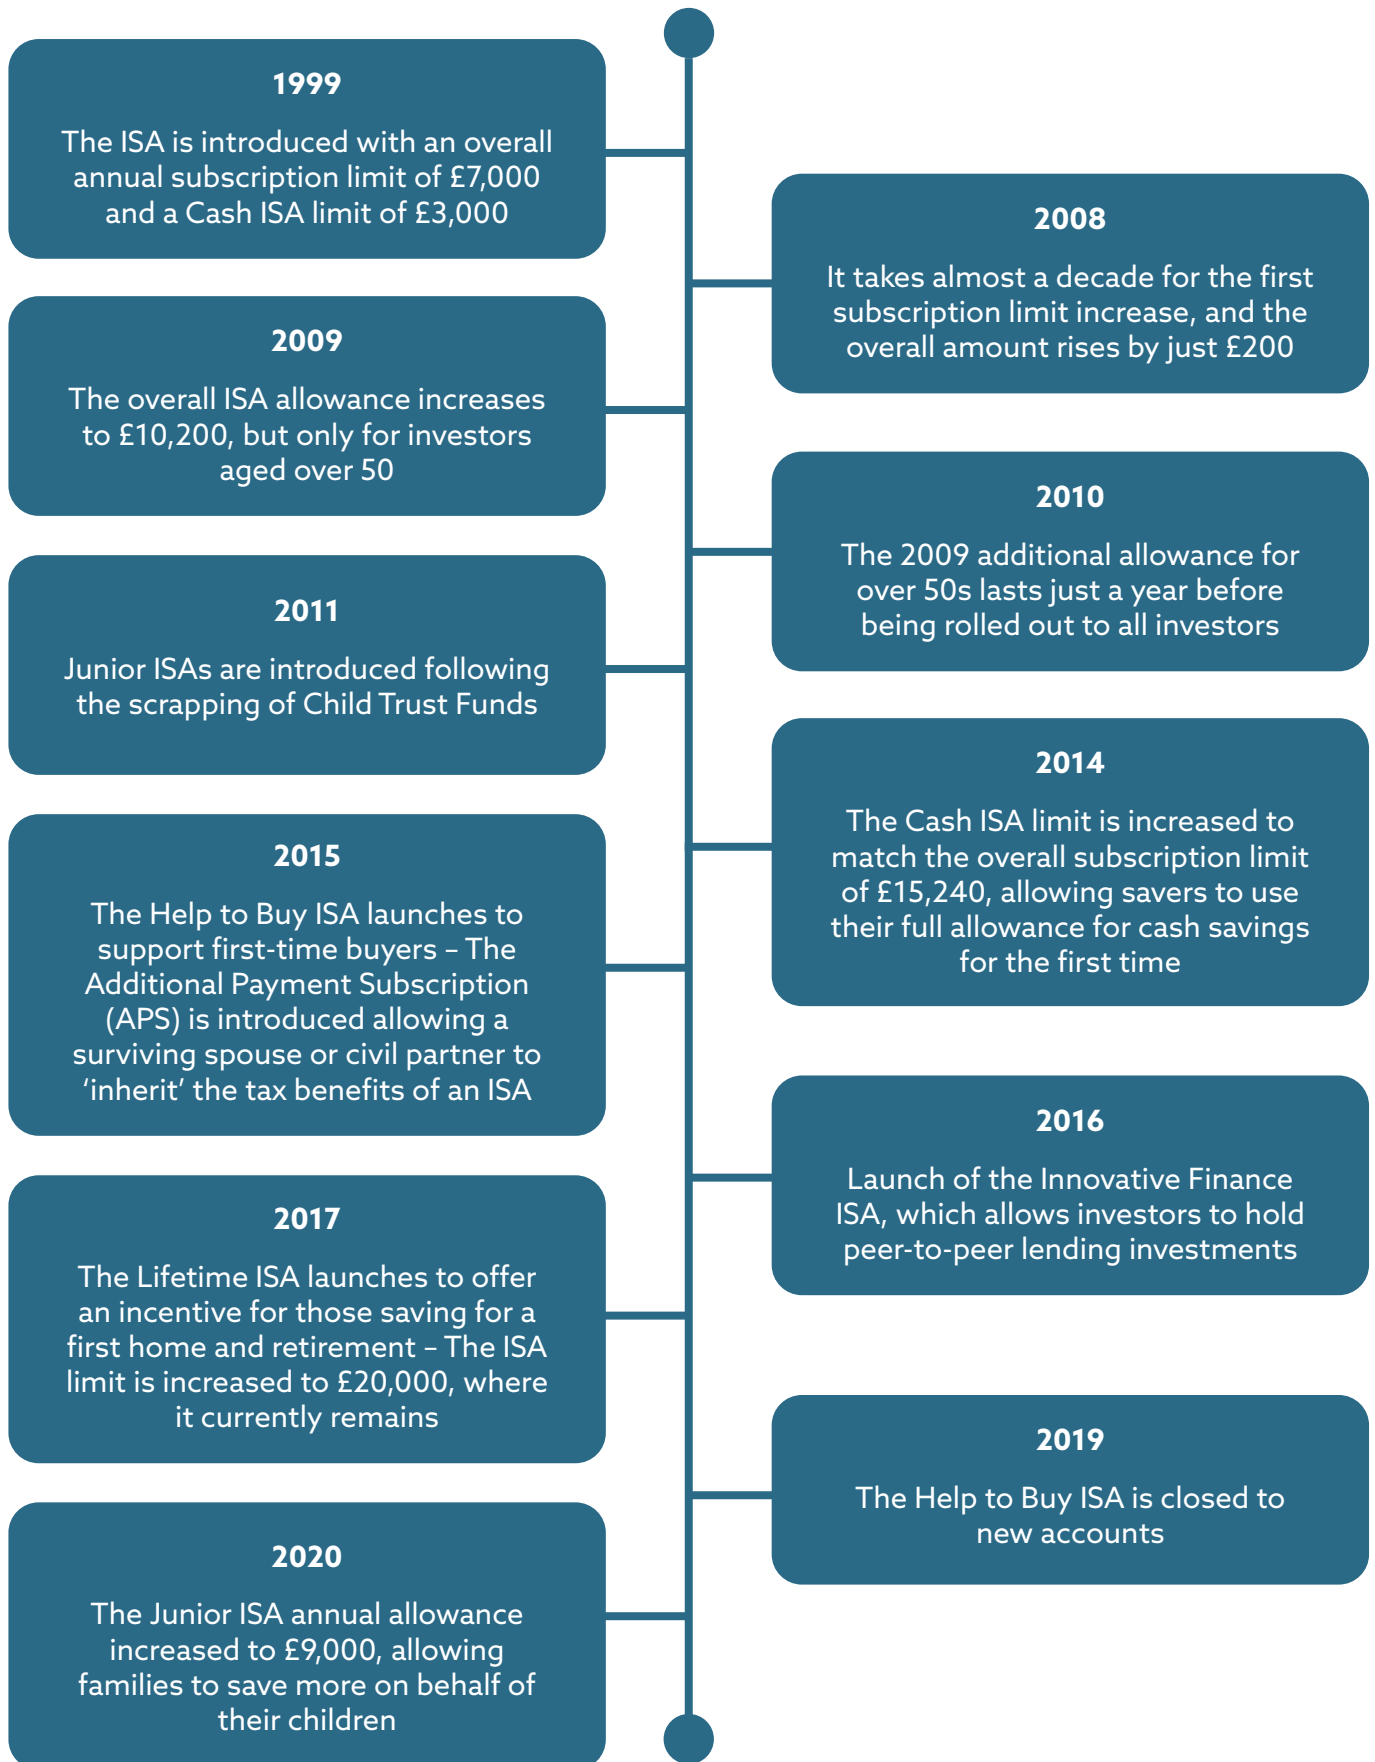 1999
The ISA is introduced with an overall
annual subscription limit of £7,000
and a Cash ISA limit of £3,000
2008
It takes almost a decade for the first
subscription limit increase, and the
overall amount rises by just £200
2009
The overall ISA allowance increases
to £10,200, but only for investors
aged over 50
2010
The 2009 additional allowance for
over 50s lasts just a year before
being rolled out to all investors
2011
Junior ISAs are introduced following
the scrapping of Child Trust Funds
2014
The Cash ISA limit is increased to
match the overall subscription limit
of £15,240, allowing savers to use
their full allowance for cash savings
for the first time
2015
The Help to Buy ISA launches to
support first-time buyers – The
Additional Payment Subscription
(APS) is introduced allowing a
surviving spouse or civil partner to
‘inherit’ the tax benefits of an ISA
2016
Launch of the Innovative Finance
ISA, which allows investors to hold
peer-to-peer lending investments
2017
The Lifetime ISA launches to offer
an incentive for those saving for a
first home and retirement – The ISA
limit is increased to £20,000, where
it currently remains
2019
The Help to Buy ISA is closed to
new accounts
2020
The Junior ISA annual allowance
increased to £9,000, allowing
families to save more on behalf of
their children